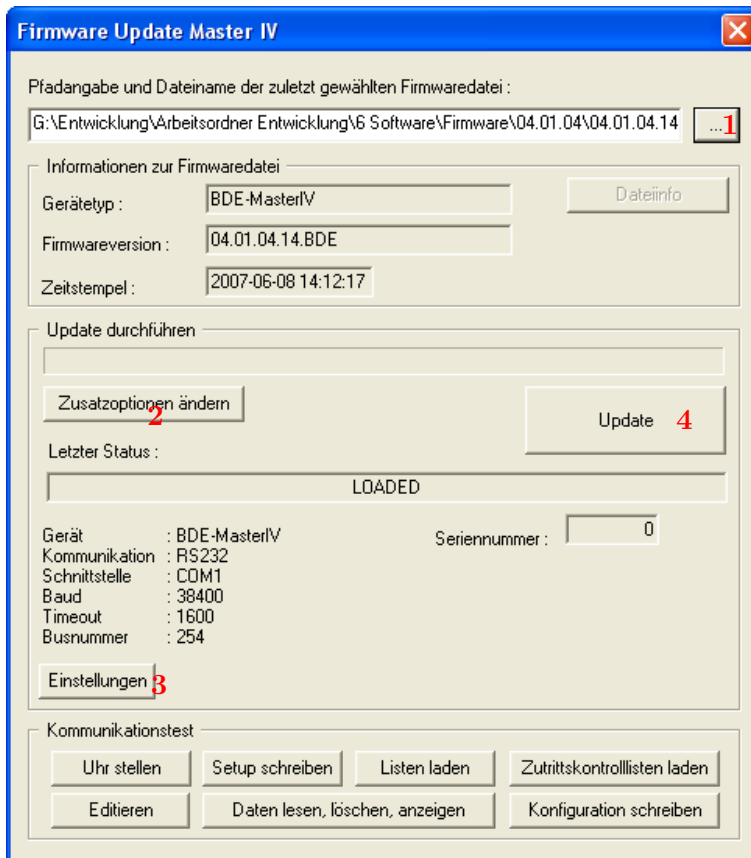 Firmware Update Master IV
Pfadangabe und Dateiname der zuletzt gewählten Firmwaredatei :
G:\Entwicklung\Arbeitsordner Entwicklung\6 Software\Firmware\04.01.04\04.01.04.14
... 1
Informationen zur Firmwaredatei
Gerätetyp : BDE-MasterIV
Dateiinfo
Firmwareversion : 04.01.04.14.BDE
Zeitstempel : 2007-06-08 14:12:17
Update durchführen
Zusatzoptionen ändern 2
Update 4
Letzter Status :
LOADED
Gerät : BDE-MasterIV
Seriennummer : 0
Kommunikation : RS232
Schnittstelle : COM1
Baud : 38400
Timeout : 1600
Busnummer : 254
Einstellungen 3
Kommunikationstest
Uhr stellen Setup schreiben Listen laden Zutrittskontrolllisten laden
Editieren Daten lesen, löschen, anzeigen Konfiguration schreiben